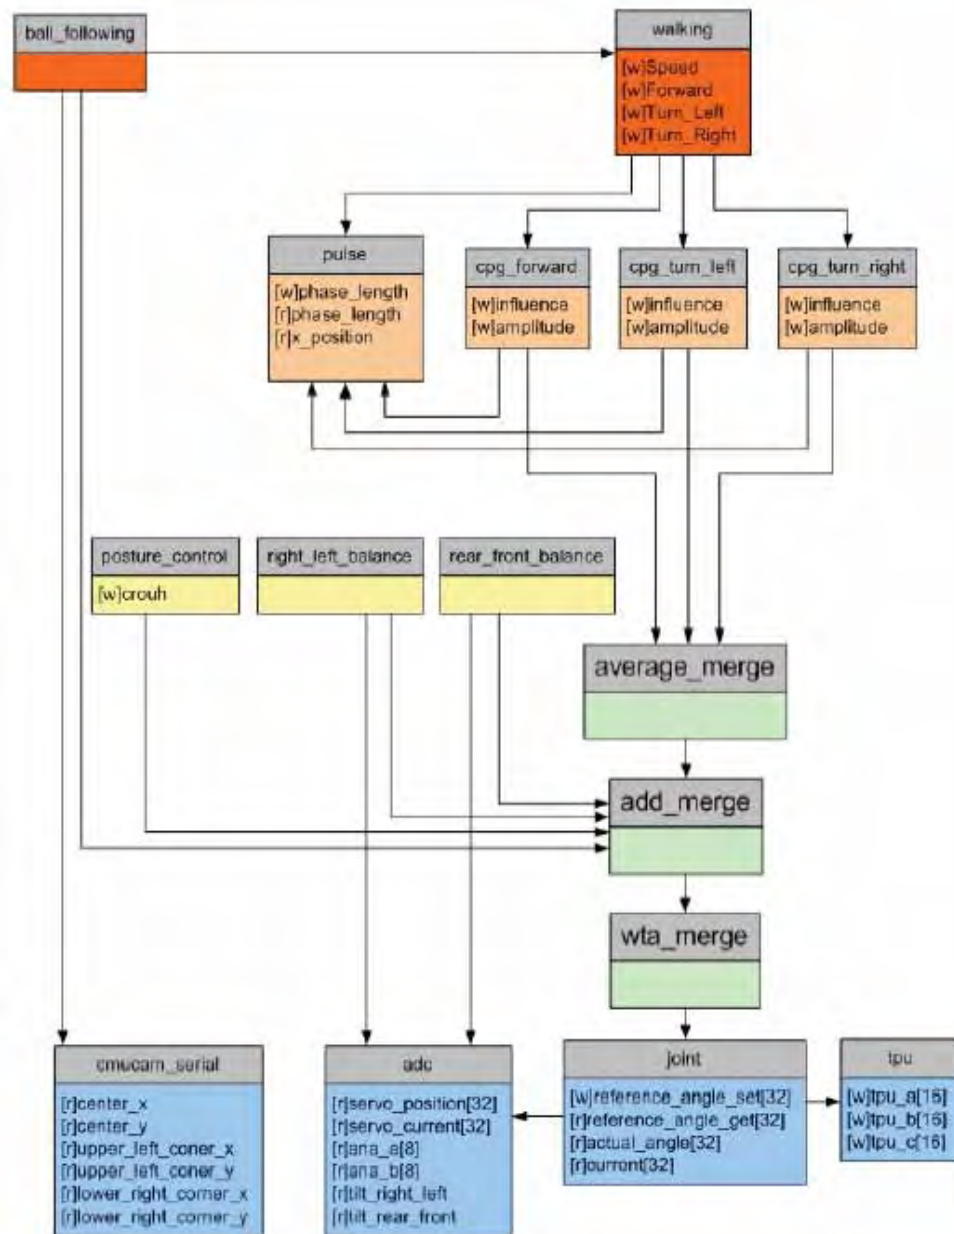 ball_following
walking
[w]Speed
[w]Forward
[w]Turn_Left
[w]Turn_Right
pulse
[w]phase_length
[r]phase_length
[r]x_position
cpg_forward
[w]influence
[w]amplitude
cpg_turn_left
[w]influence
[w]amplitude
cpg_turn_right
[w]influence
[w]amplitude
posture_control
[w]crouh
right_left_balance
rear_front_balance
average_merge
add_merge
wta_merge
cmucam_serial
[r]center_x
[r]center_y
[r]upper_left_coner_x
[r]upper_left_coner_y
[r]lower_right_corner_x
[r]lower_right_corner_y
adc
[r]servo_position[32]
[r]servo_current[32]
[r]ana_a[8]
[r]ana_b[8]
[r]tilt_right_left
[r]tilt_rear_front
joint
[w]reference_angle_set[32]
[r]reference_angle_get[32]
[r]actual_angle[32]
[r]current[32]
tpu
[w]tpu_a[16]
[w]tpu_b[16]
[w]tpu_c[16]